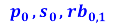 p₀, s₀, rb₀,₁